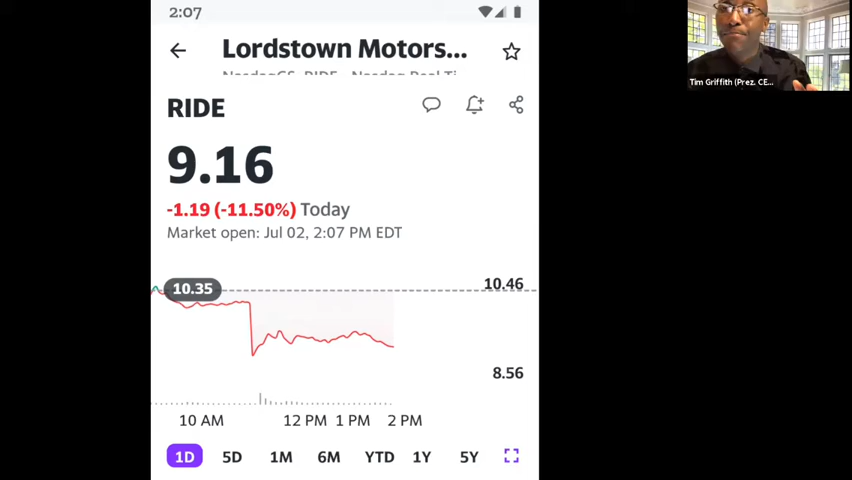 2:07
Lordstown Motors...
RIDE
9.16
-1.19 (-11.50%) Today
Market open: Jul 02, 2:07 PM EDT
10.46
10.35
8.56
10 AM 12 PM 1 PM 2 PM
1D 5D 1M 6M YTD 1Y 5Y
Tim Griffith (Prez. CE...